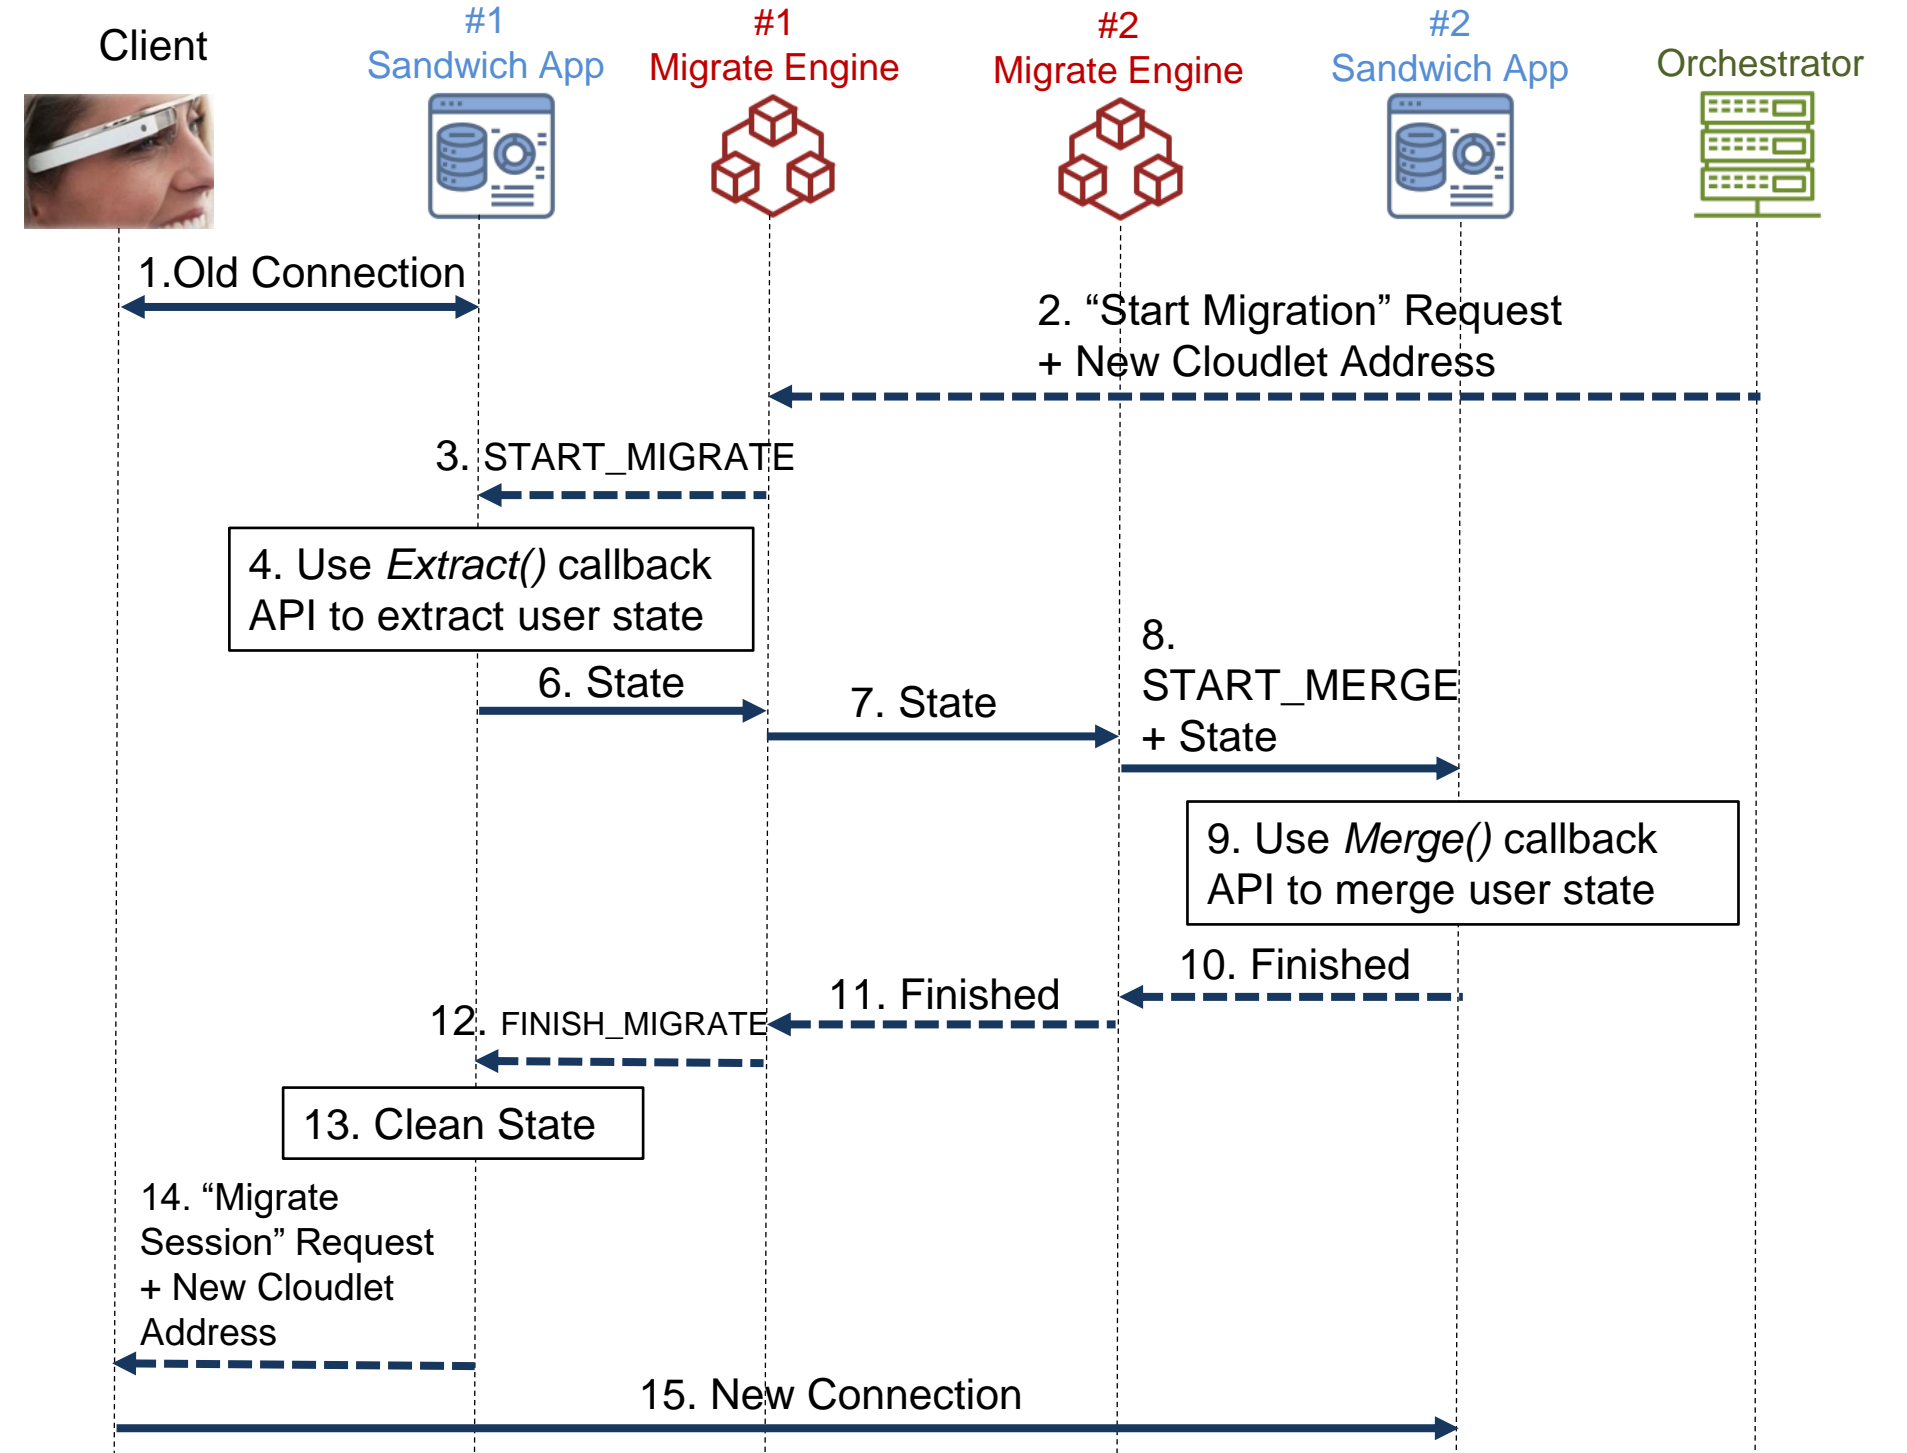 Client
#1
Sandwich App
#1
Migrate Engine
#2
Migrate Engine
#2
Sandwich App
Orchestrator
1.Old Connection
2. “Start Migration” Request
+ New Cloudlet Address
3. START_MIGRATE
4. Use Extract() callback
API to extract user state
6. State
7. State
8.
START_MERGE
+ State
9. Use Merge() callback
API to merge user state
10. Finished
11. Finished
12. FINISH_MIGRATE
13. Clean State
14. “Migrate
Session” Request
+ New Cloudlet
Address
15. New Connection